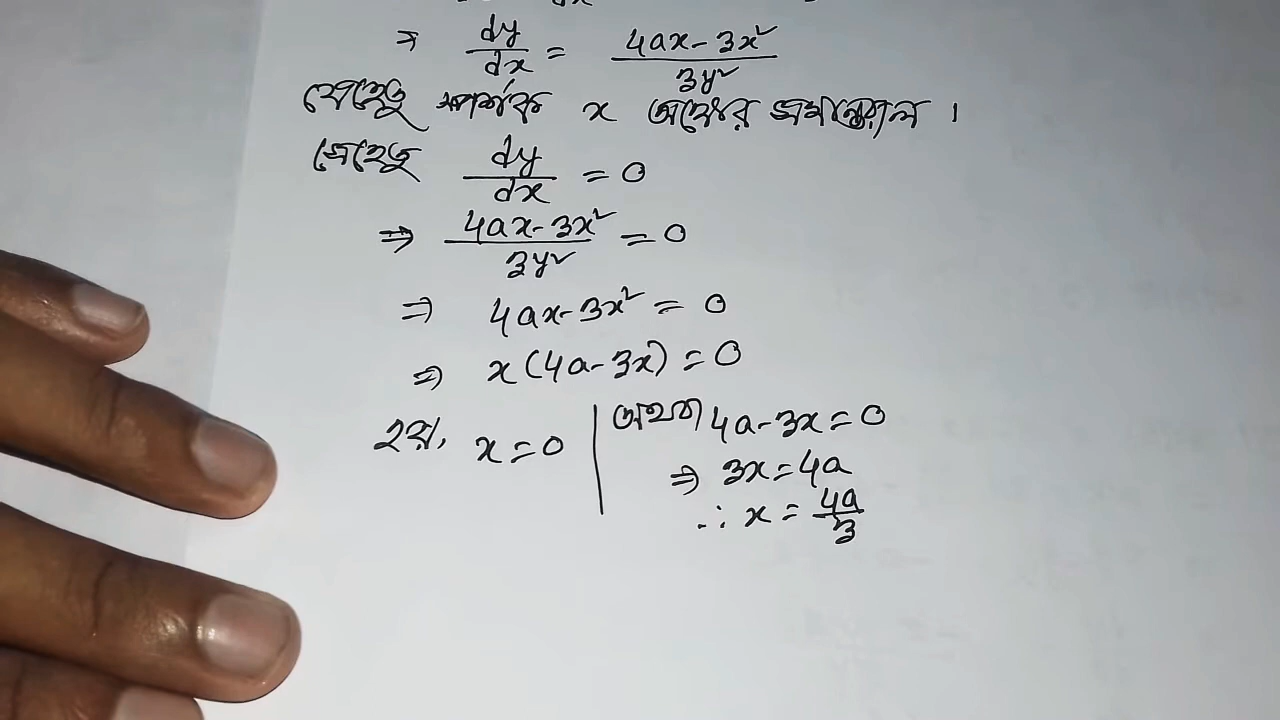 ⇒ dy/dx = (4ax - 3x²)/(3y²)
যেহেতু স্পর্শক x অক্ষের সমান্তরাল ।
সেহেতু dy/dx = 0
⇒ (4ax - 3x²)/(3y²) = 0
⇒ 4ax - 3x² = 0
⇒ x(4a - 3x) = 0
হয়, x = 0 | অথবা 4a - 3x = 0
⇒ 3x = 4a
∴ x = 4a/3